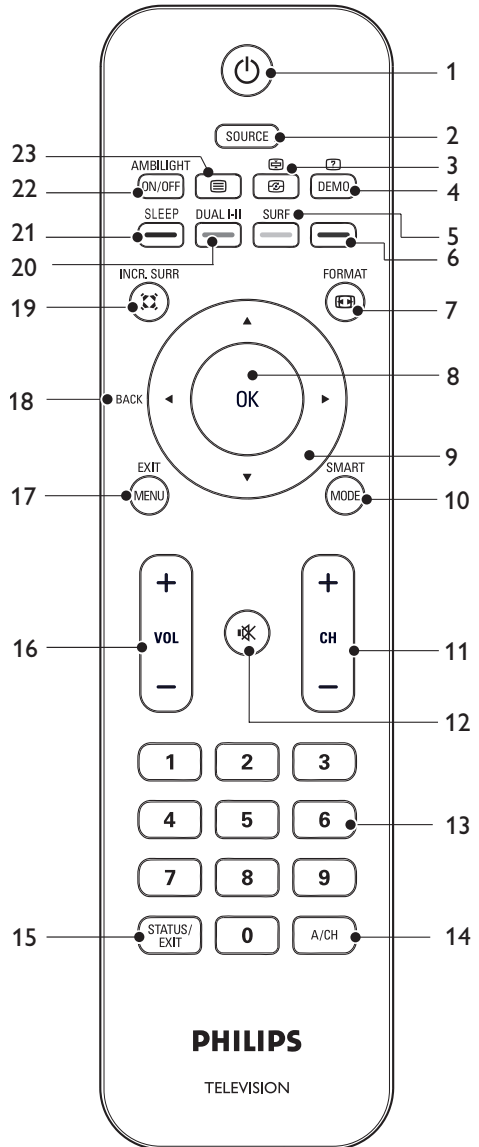 1
SOURCE
2
23
AMBILIGHT
3
22
ON/OFF
?
DEMO
4
SLEEP
DUAL I-II
SURF
21
5
20
6
INCR. SURR
FORMAT
19
7
8
18
BACK
OK
9
EXIT
SMART
17
MENU
MODE
10
+
+
16
VOL
CH
11
−
−
12
1 2 3
4 5 6
13
7 8 9
15
STATUS/
EXIT
0
A/CH
14
PHILIPS
TELEVISION